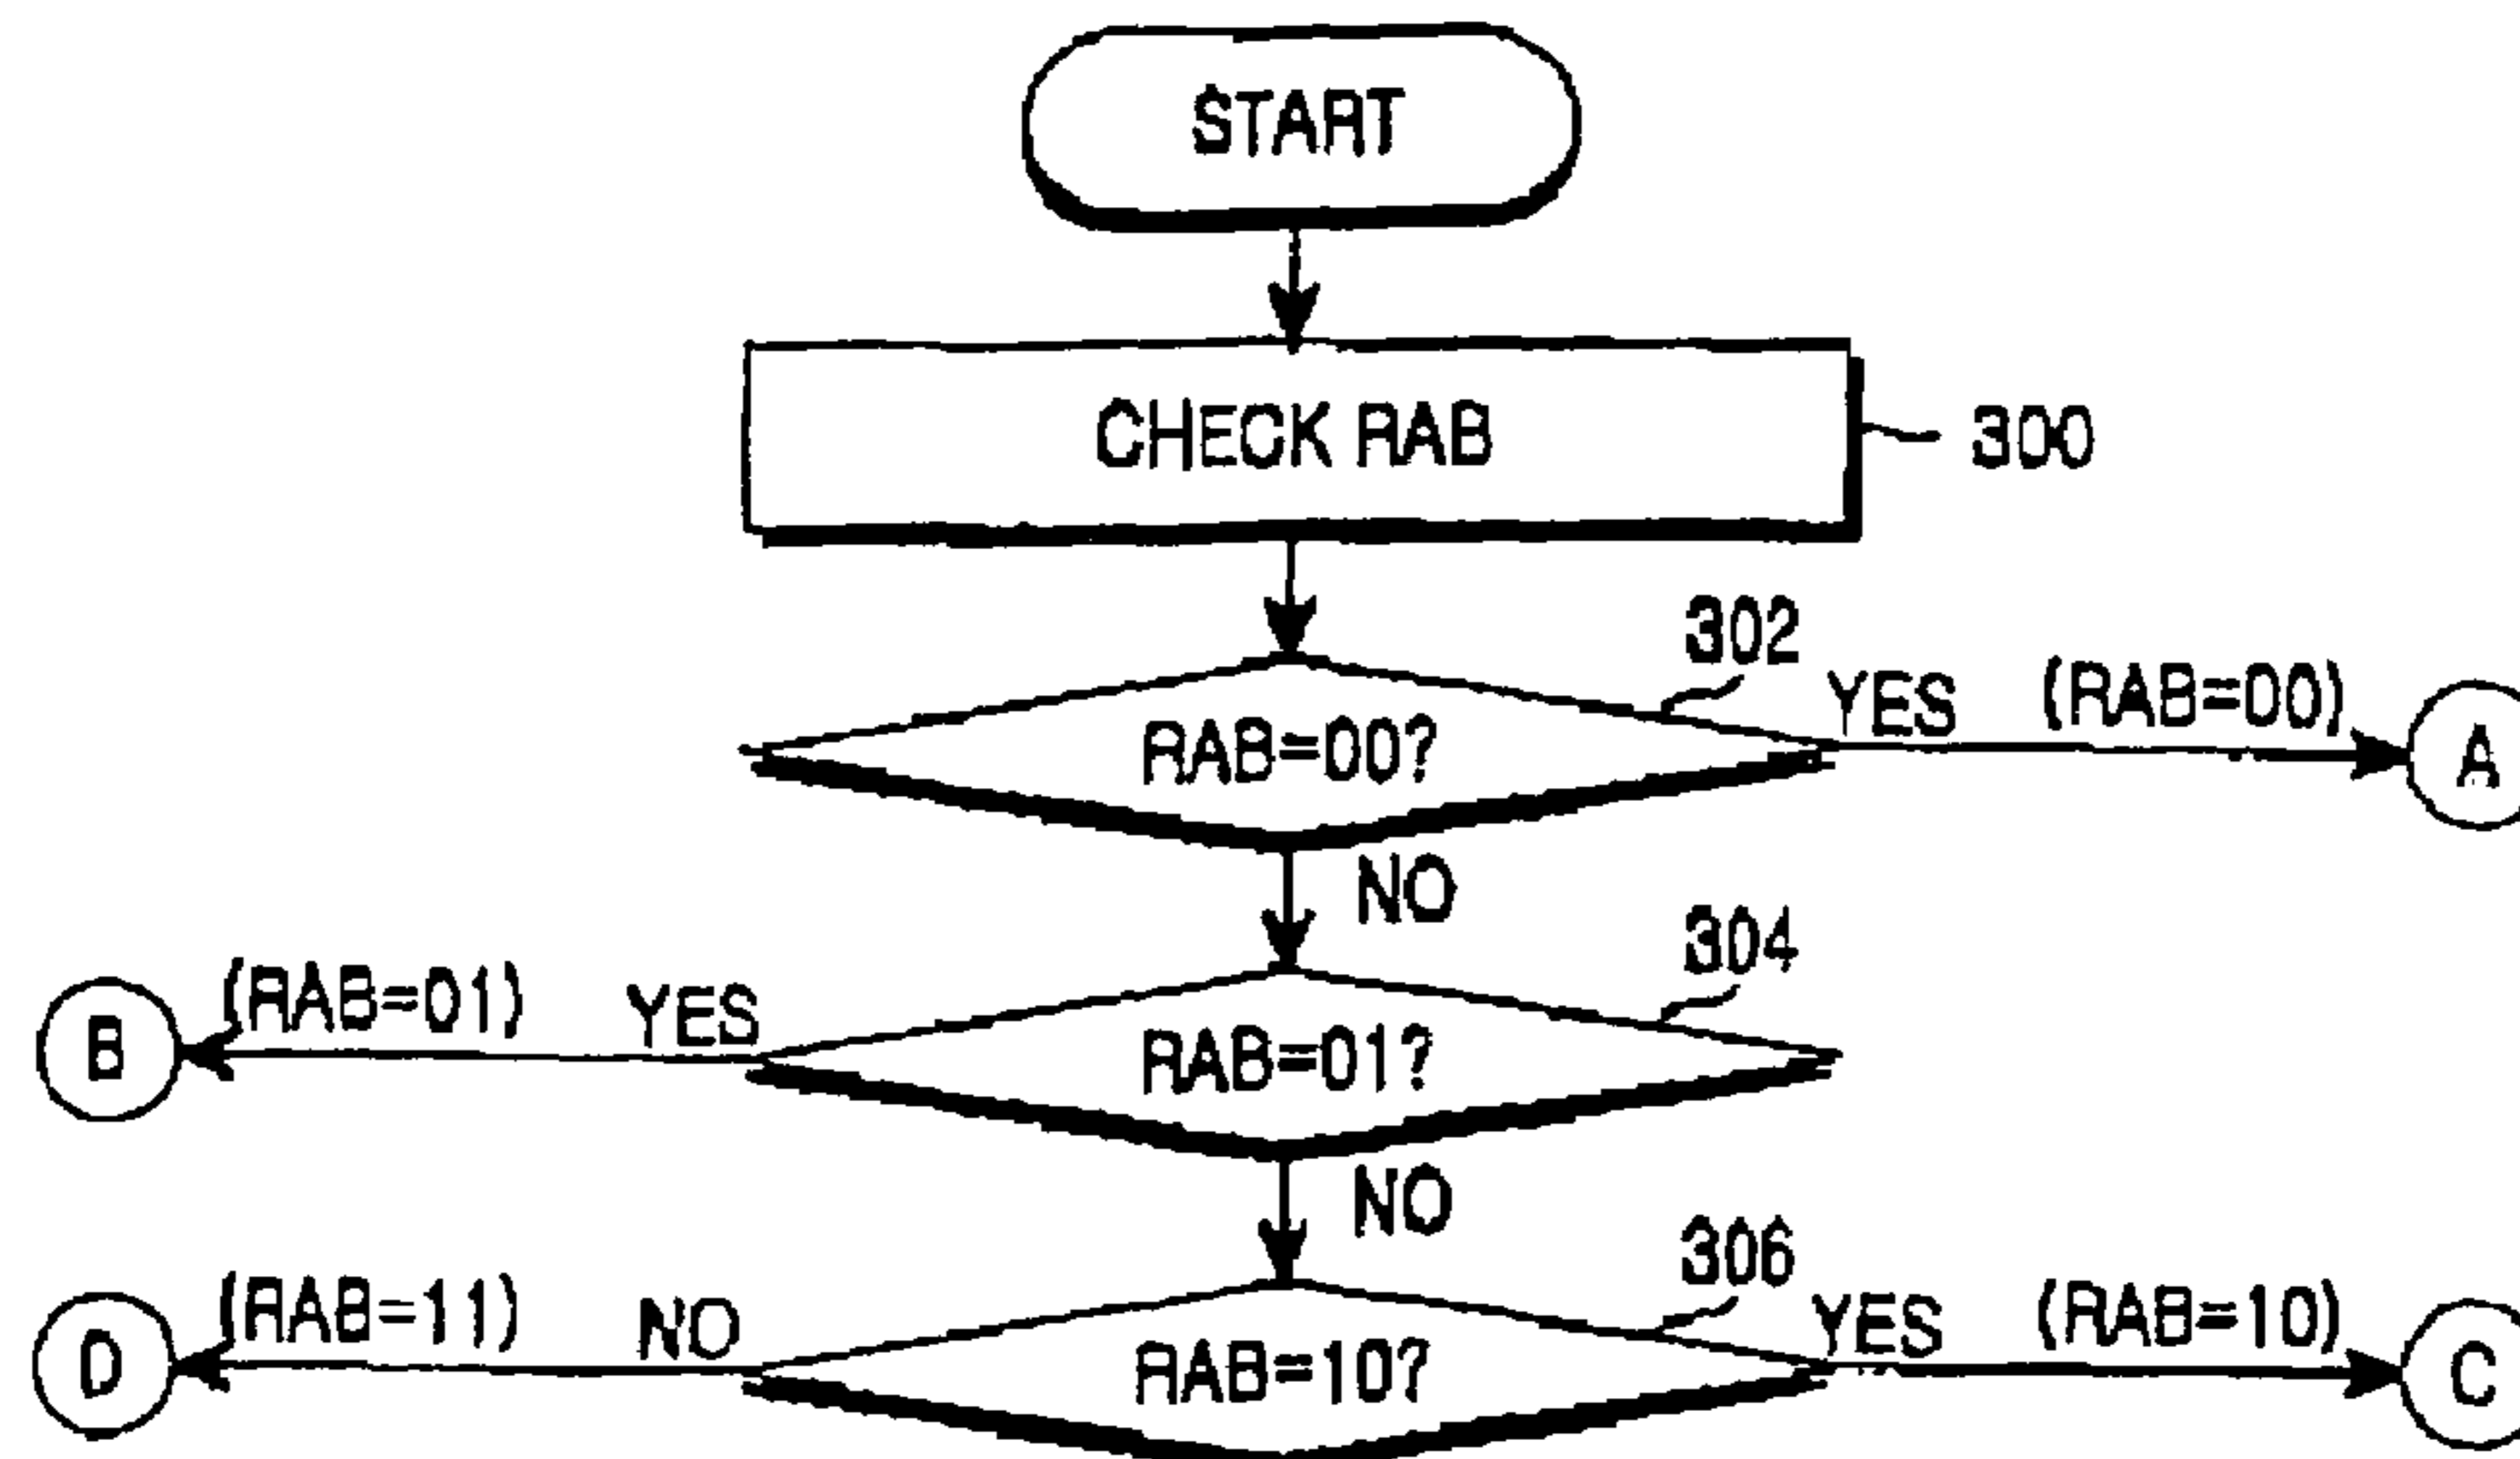 START
CHECK RAB
300
302
RAB=00?
YES (RAB=00)
A
NO
304
B
(RAB=01) YES
RAB=01?
NO
306
D
(RAB=11) NO
RAB=10?
YES (RAB=10)
C